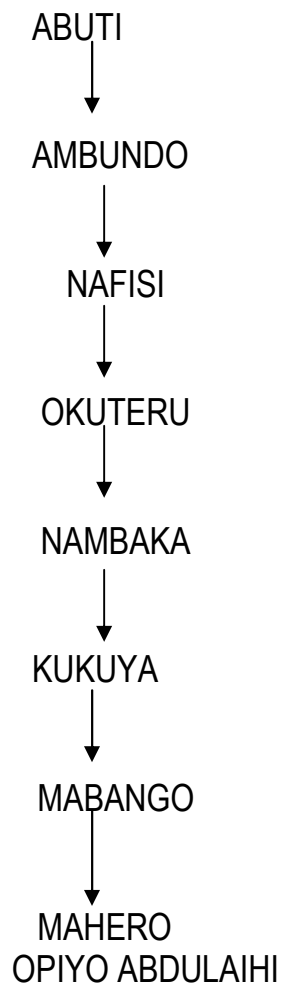 ABUTI
AMBUNDO
NAFISI
OKUTERU
NAMBAKA
KUKUYA
MABANGO
MAHERO
OPIYO ABDULAIHI